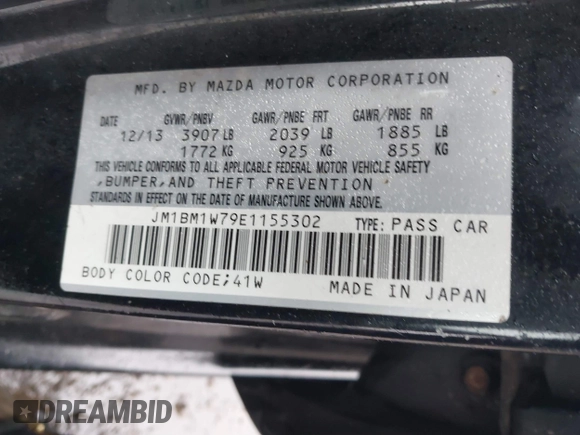 MFD. BY MAZDA MOTOR CORPORATION
DATE GVWR/PNBV GAWR/PNBE FRT GAWR/PNBE RR
12/13 3907 LB 2039 LB 1885 LB
1772 KG 925 KG 855 KG
THIS VEHICLE CONFORMS TO ALL APPLICABLE FEDERAL MOTOR VEHICLE SAFETY
,BUMPER,AND THEFT PREVENTION
STANDARDS IN EFFECT ON THE DATE OF MANUFACTURE SHOWN ABOVE.
JM1BM1W79E1155302 TYPE: PASS CAR
BODY COLOR CODE;41W MADE IN JAPAN
DREAMBID